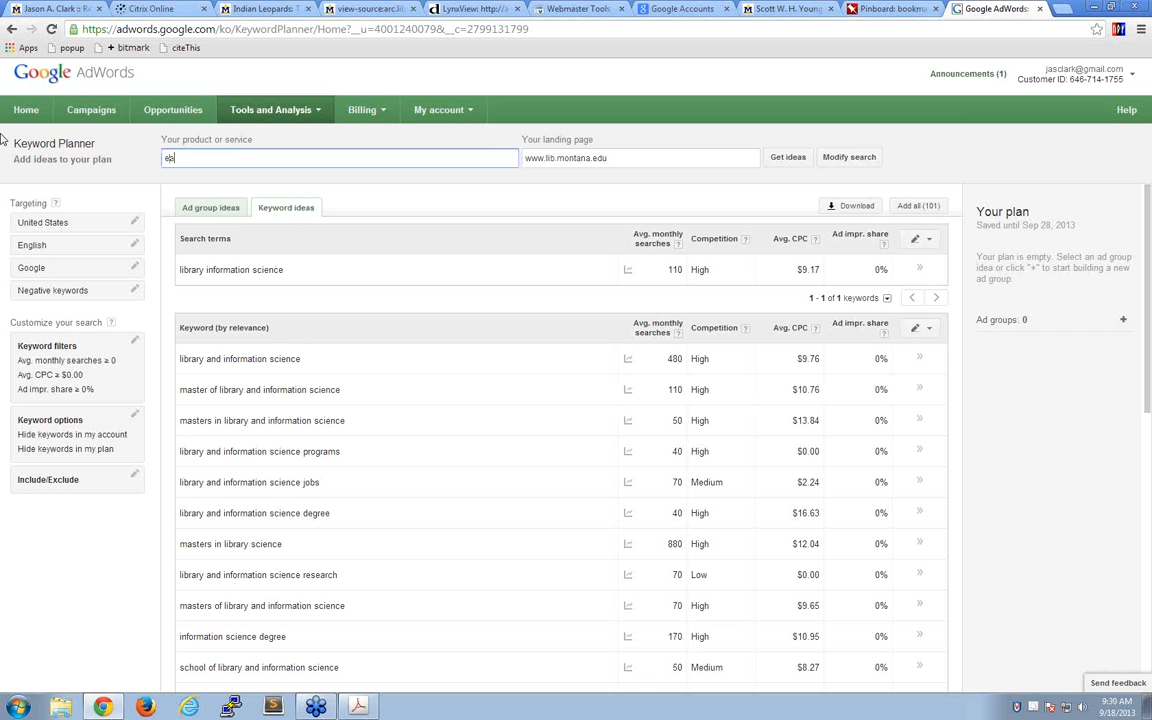 Jason A. Clark :: Re
Citrix Online
Indian Leopards: T
view-source:arc.lib
LynxView: http://a
Webmaster Tools
Google Accounts
Scott W. H. Young
Pinboard: bookma
Google AdWords:
https://adwords.google.com/ko/KeywordPlanner/Home?__u=4001240079&__c=2799131799
Apps
popup
+ bitmark
citeThis
Google AdWords
Announcements (1)
jasclark@gmail.com
Customer ID: 646-714-1755
Home
Campaigns
Opportunities
Tools and Analysis
Billing
My account
Help
Keyword Planner
Add ideas to your plan
Your product or service
Your landing page
www.lib.montana.edu
Get ideas
Modify search
Targeting ?
United States
English
Google
Negative keywords
Customize your search ?
Keyword filters
Avg. monthly searches ≥ 0
Avg. CPC ≥ $0.00
Ad impr. share ≥ 0%
Keyword options
Hide keywords in my account
Hide keywords in my plan
Include/Exclude
Ad group ideas
Keyword ideas
Download
Add all (101)
Search terms
Avg. monthly searches ?
Competition ?
Avg. CPC ?
Ad impr. share ?
library information science 110 High $9.17 0% »
1 - 1 of 1 keywords
Keyword (by relevance)
Avg. monthly searches ?
Competition ?
Avg. CPC ?
Ad impr. share ?
library and information science 480 High $9.76 0% »
master of library and information science 110 High $10.76 0% »
masters in library and information science 50 High $13.84 0% »
library and information science programs 40 High $0.00 0% »
library and information science jobs 70 Medium $2.24 0% »
library and information science degree 40 High $16.63 0% »
masters in library science 880 High $12.04 0% »
library and information science research 70 Low $0.00 0% »
masters of library and information science 70 High $9.65 0% »
information science degree 170 High $10.95 0% »
school of library and information science 50 Medium $8.27 0% »
Your plan
Saved until Sep 28, 2013
Your plan is empty. Select an ad group
idea or click "+" to start building a new
ad group.
Ad groups: 0 +
Send feedback
9:39 AM
9/18/2013